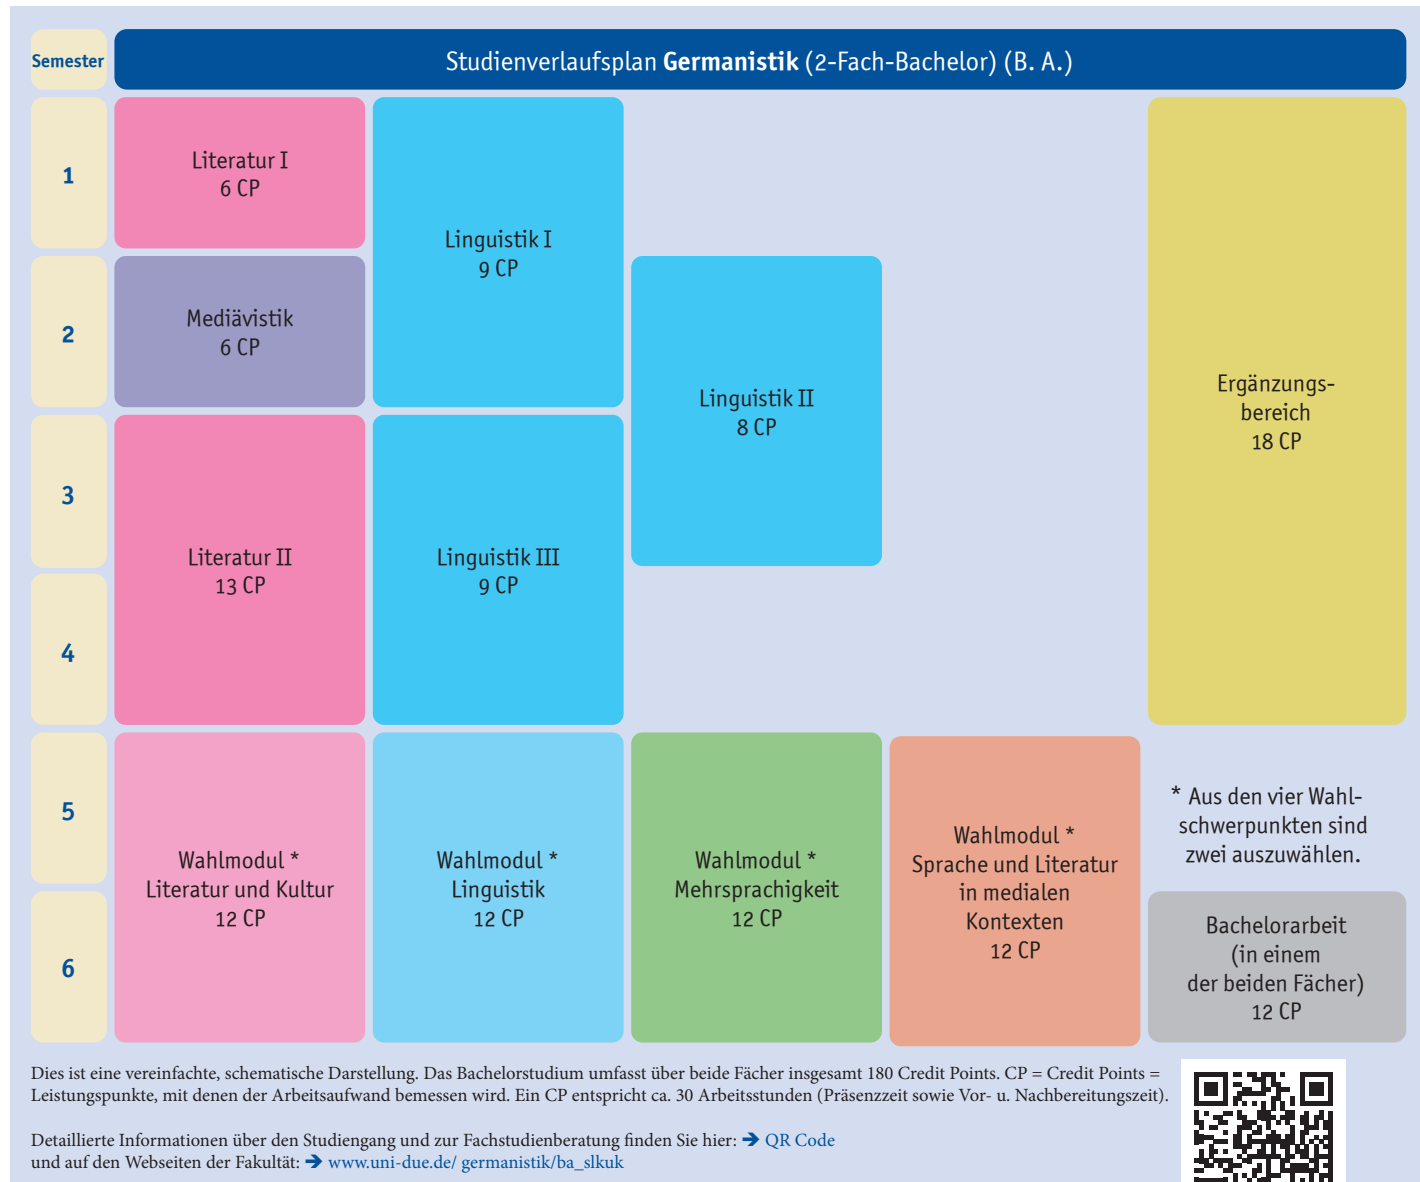 Semester
Studienverlaufsplan Germanistik (2-Fach-Bachelor) (B. A.)
1
Literatur I
6 CP
Linguistik I
9 CP
2
Mediävistik
6 CP
Linguistik II
8 CP
Ergänzungs-
bereich
18 CP
3
Literatur II
13 CP
Linguistik III
9 CP
4
5
Wahlmodul *
Literatur und Kultur
12 CP
Wahlmodul *
Linguistik
12 CP
Wahlmodul *
Mehrsprachigkeit
12 CP
Wahlmodul *
Sprache und Literatur
in medialen
Kontexten
12 CP
* Aus den vier Wahl-
schwerpunkten sind
zwei auszuwählen.
6
Bachelorarbeit
(in einem
der beiden Fächer)
12 CP
Dies ist eine vereinfachte, schematische Darstellung. Das Bachelorstudium umfasst über beide Fächer insgesamt 180 Credit Points. CP = Credit Points =
Leistungspunkte, mit denen der Arbeitsaufwand bemessen wird. Ein CP entspricht ca. 30 Arbeitsstunden (Präsenzzeit sowie Vor- u. Nachbereitungszeit).
Detaillierte Informationen über den Studiengang und zur Fachstudienberatung finden Sie hier: ➔ QR Code
und auf den Webseiten der Fakultät: ➔ www.uni-due.de/ germanistik/ba_slkuk